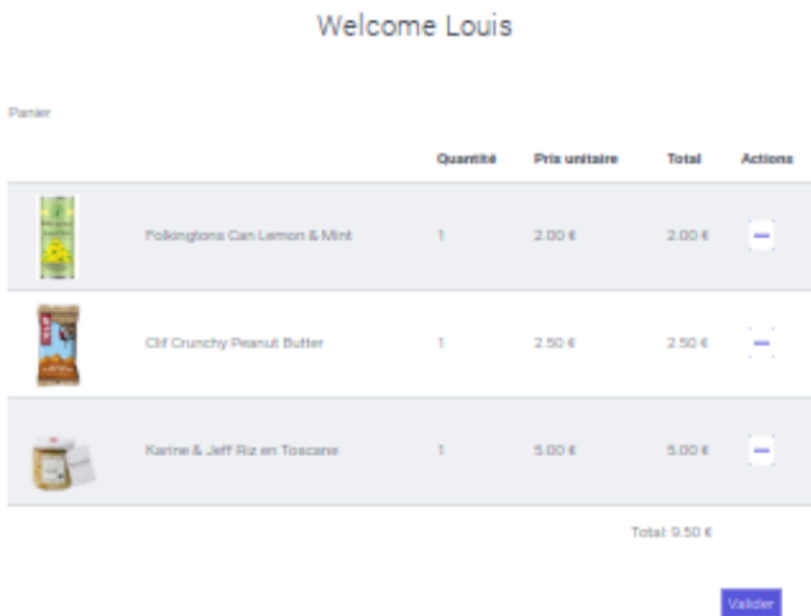 Welcome Louis
Panier
Quantité Prix unitaire Total Actions
Folkingtons Can Lemon & Mint 1 2.00 € 2.00 €
CLIF
Clif Crunchy Peanut Butter 1 2.50 € 2.50 €
Karine & Jeff Riz en Toscane 1 5.00 € 5.00 €
Total: 9.50 €
Valider